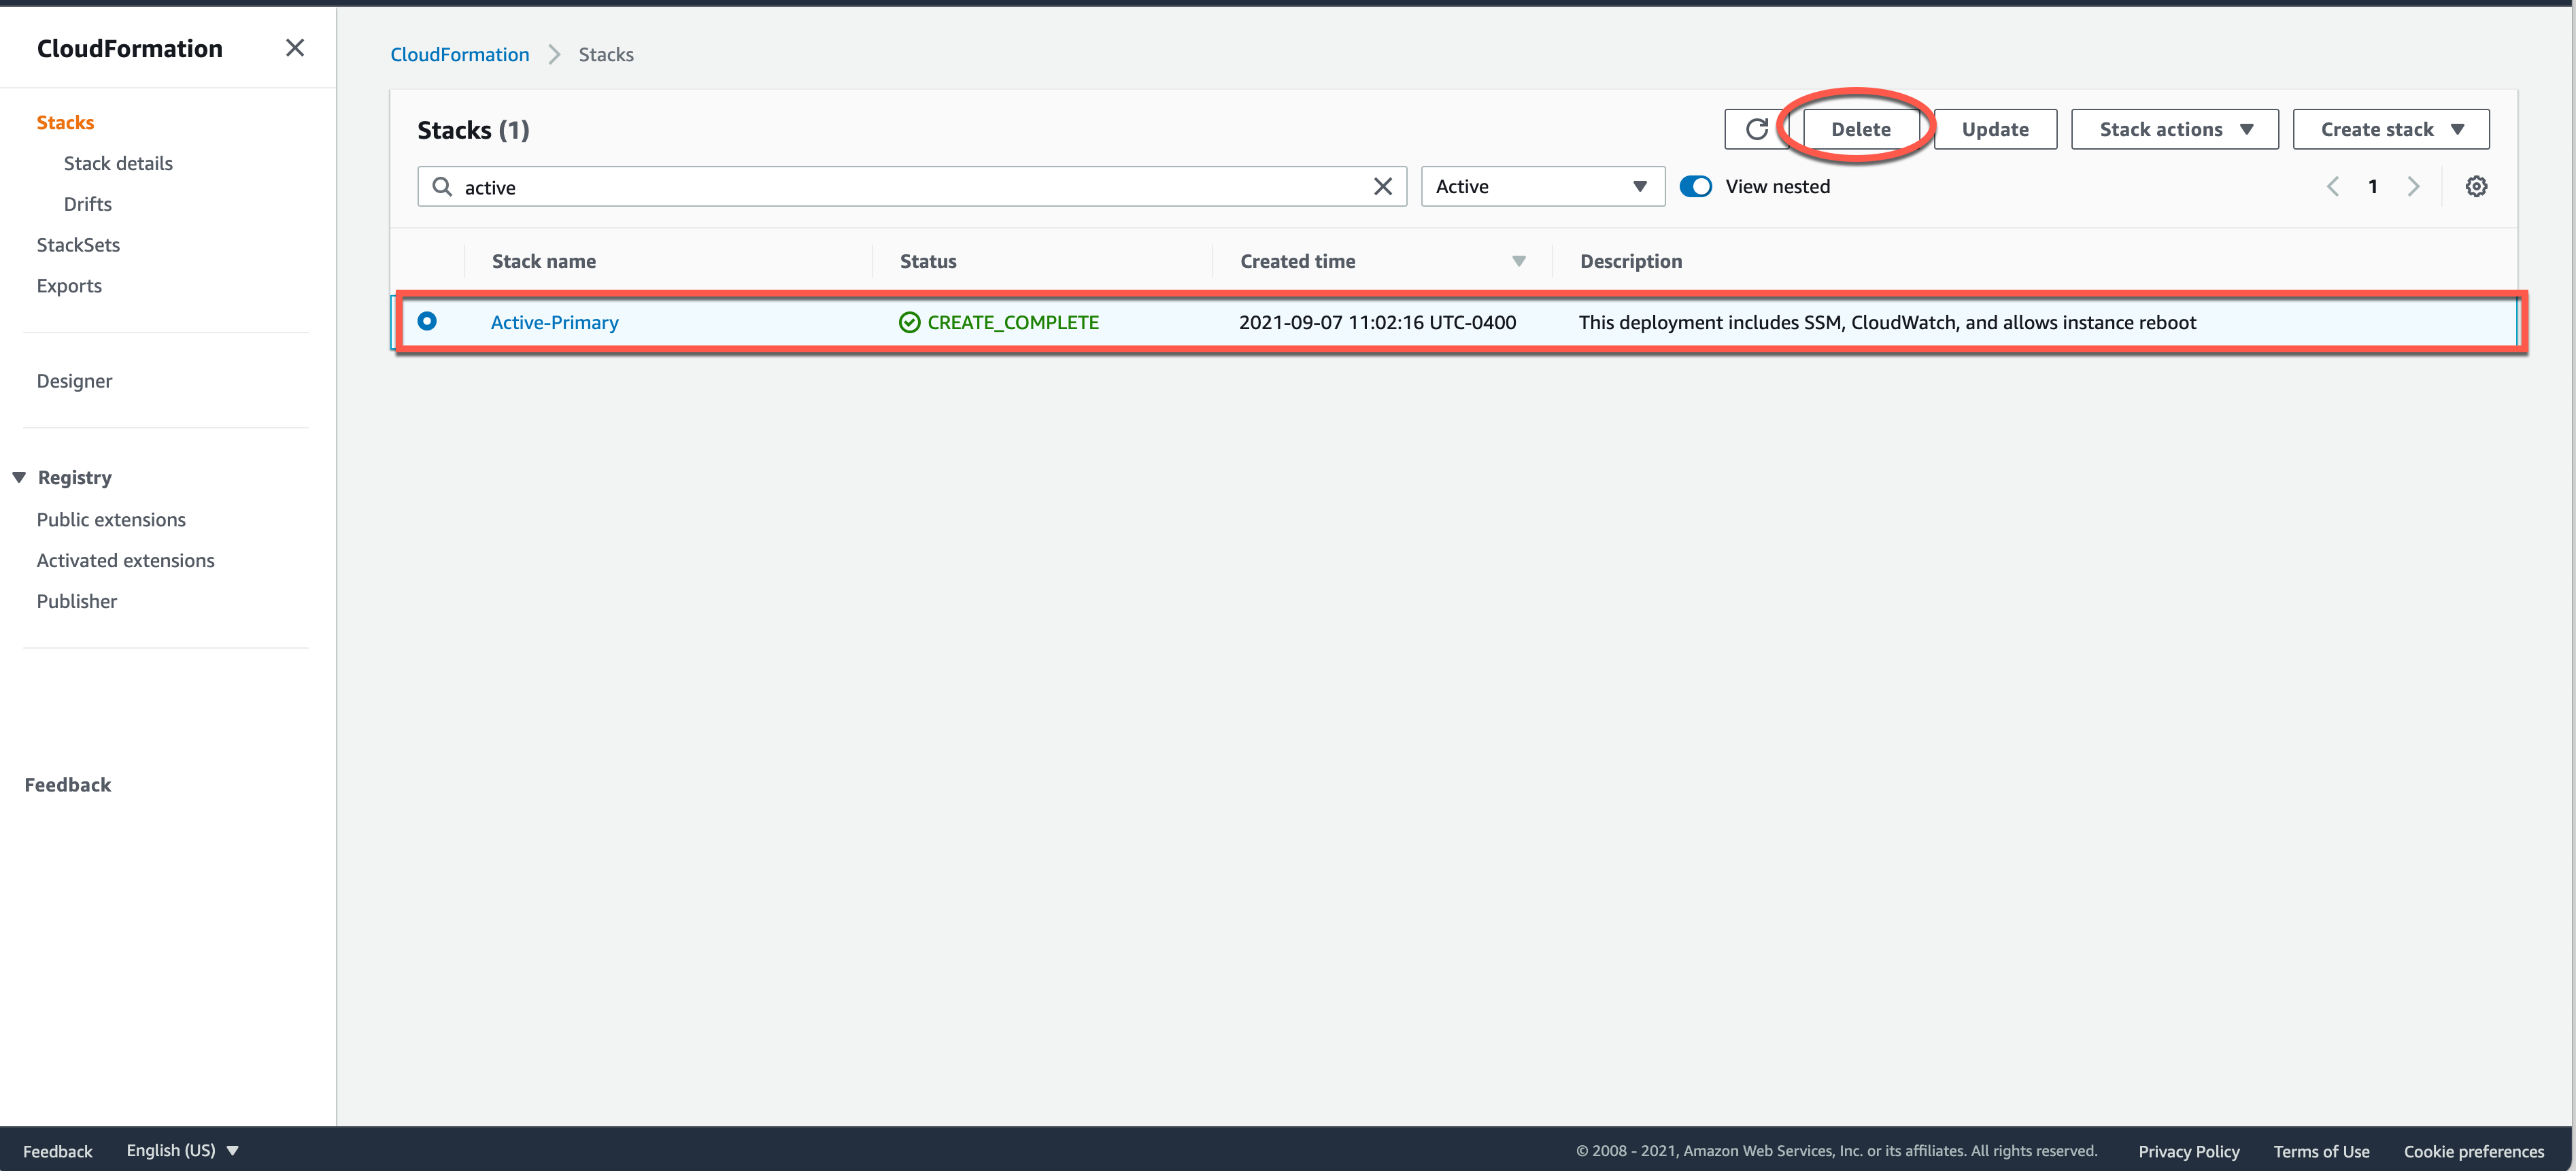 CloudFormation
Stacks
Stack details
Drifts
StackSets
Exports
Designer
Registry
Public extensions
Activated extensions
Publisher
Feedback
CloudFormation Stacks
Stacks (1)
Delete Update Stack actions Create stack
active Active View nested 1
Stack name Status Created time Description
Active-Primary CREATE_COMPLETE 2021-09-07 11:02:16 UTC-0400 This deployment includes SSM, CloudWatch, and allows instance reboot
Feedback English (US) © 2008 - 2021, Amazon Web Services, Inc. or its affiliates. All rights reserved. Privacy Policy Terms of Use Cookie preferences